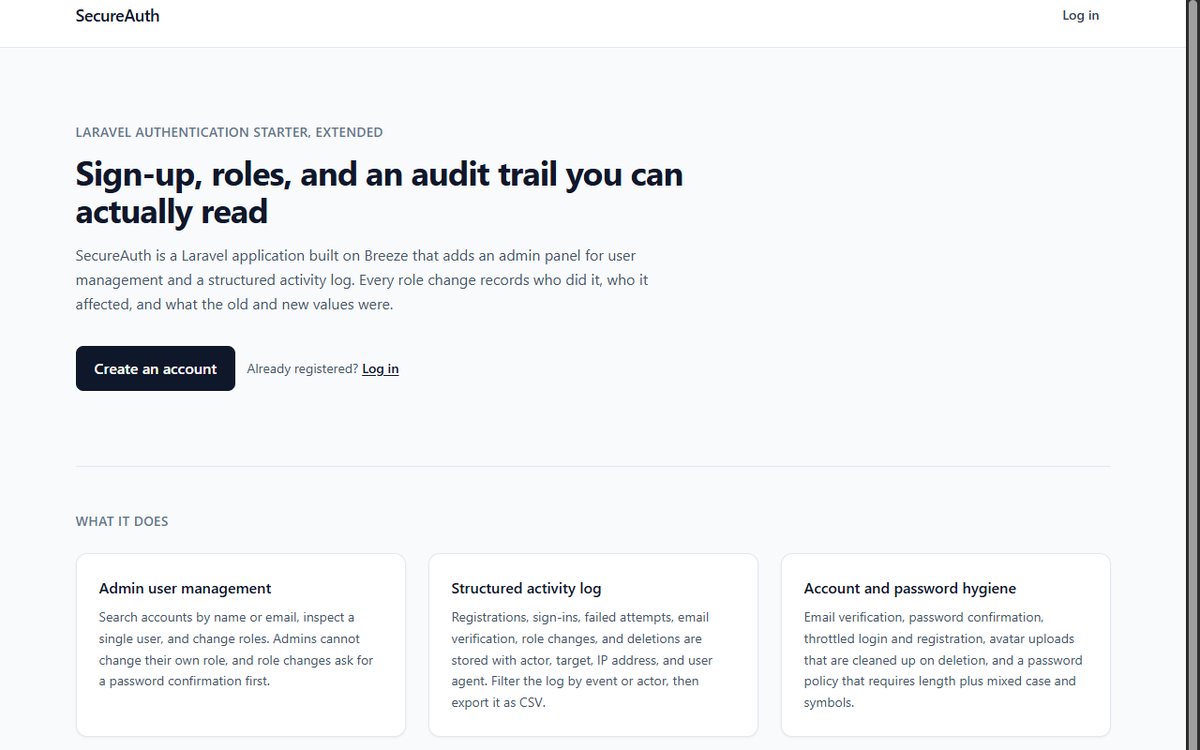 SecureAuth
Log in
LARAVEL AUTHENTICATION STARTER, EXTENDED
Sign-up, roles, and an audit trail you can
actually read
SecureAuth is a Laravel application built on Breeze that adds an admin panel for user
management and a structured activity log. Every role change records who did it, who it
affected, and what the old and new values were.
Create an account
Already registered? Log in
WHAT IT DOES
Admin user management
Search accounts by name or email, inspect a
single user, and change roles. Admins cannot
change their own role, and role changes ask for
a password confirmation first.
Structured activity log
Registrations, sign-ins, failed attempts, email
verification, role changes, and deletions are
stored with actor, target, IP address, and user
agent. Filter the log by event or actor, then
export it as CSV.
Account and password hygiene
Email verification, password confirmation,
throttled login and registration, avatar uploads
that are cleaned up on deletion, and a password
policy that requires length plus mixed case and
symbols.